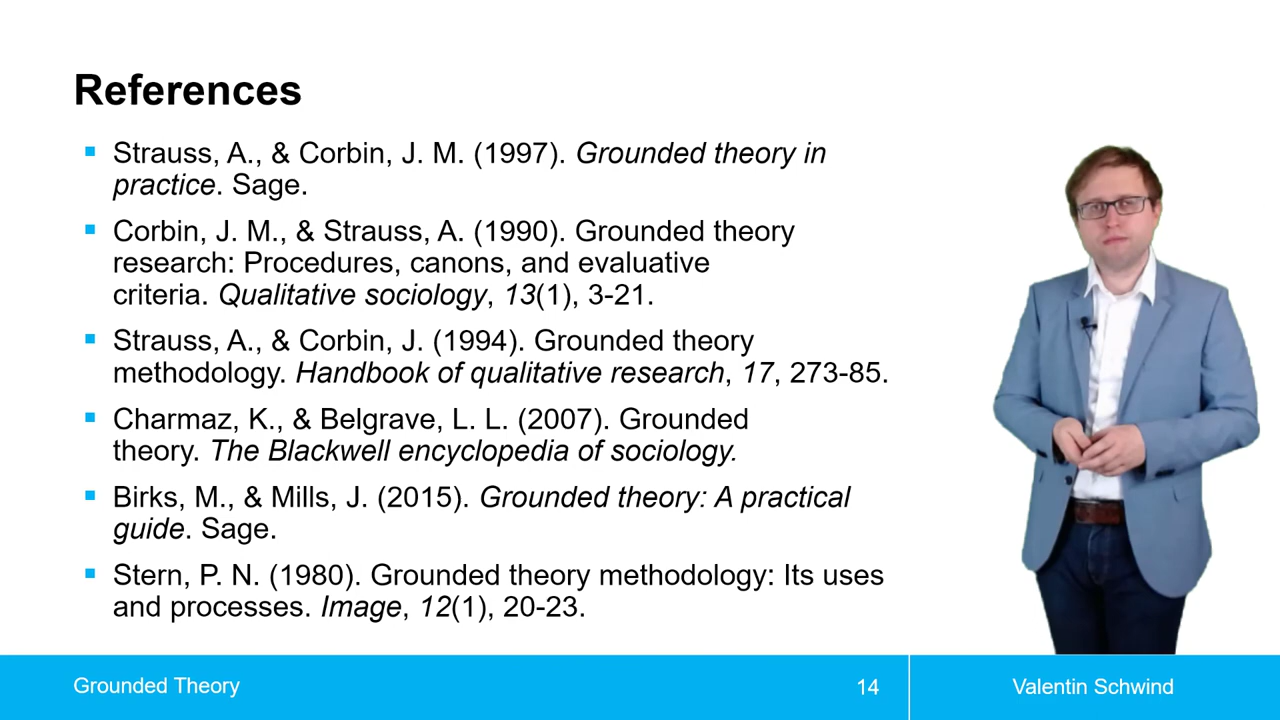 References
Strauss, A., & Corbin, J. M. (1997). Grounded theory in
practice. Sage.
Corbin, J. M., & Strauss, A. (1990). Grounded theory
research: Procedures, canons, and evaluative
criteria. Qualitative sociology, 13(1), 3-21.
Strauss, A., & Corbin, J. (1994). Grounded theory
methodology. Handbook of qualitative research, 17, 273-85.
Charmaz, K., & Belgrave, L. L. (2007). Grounded
theory. The Blackwell encyclopedia of sociology.
Birks, M., & Mills, J. (2015). Grounded theory: A practical
guide. Sage.
Stern, P. N. (1980). Grounded theory methodology: Its uses
and processes. Image, 12(1), 20-23.
Grounded Theory
14
Valentin Schwind